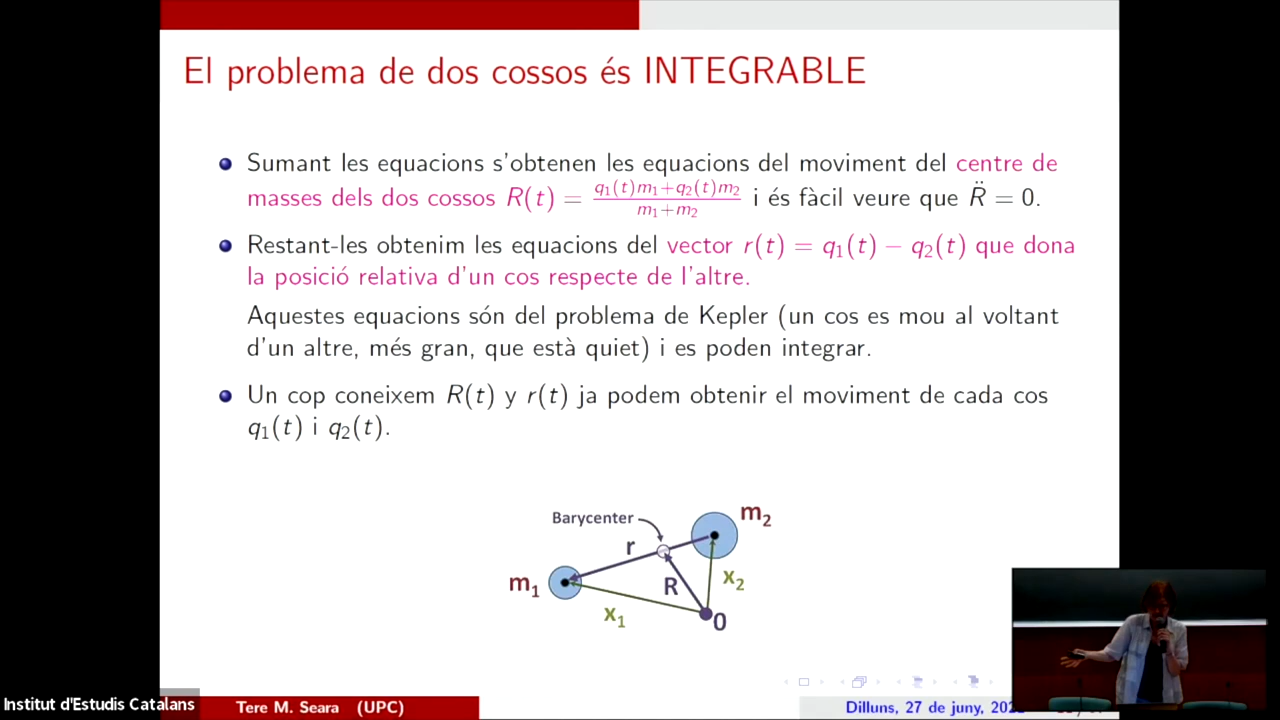 El problema de dos cossos és INTEGRABLE
Sumant les equacions s'obtenen les equacions del moviment del centre de
masses dels dos cossos R(t) = q₁(t)m₁+q₂(t)m₂ / m₁+m₂ i és fàcil veure que R̈ = 0.
Restant-les obtenim les equacions del vector r(t) = q₁(t) − q₂(t) que dona
la posició relativa d'un cos respecte de l'altre.
Aquestes equacions són del problema de Kepler (un cos es mou al voltant
d'un altre, més gran, que està quiet) i es poden integrar.
Un cop coneixem R(t) y r(t) ja podem obtenir el moviment de cada cos
q₁(t) i q₂(t).
Barycenter
m₂
r
m₁
R
x₂
x₁
0
Institut d'Estudis Catalans
Tere M. Seara (UPC)
Dilluns, 27 de juny,